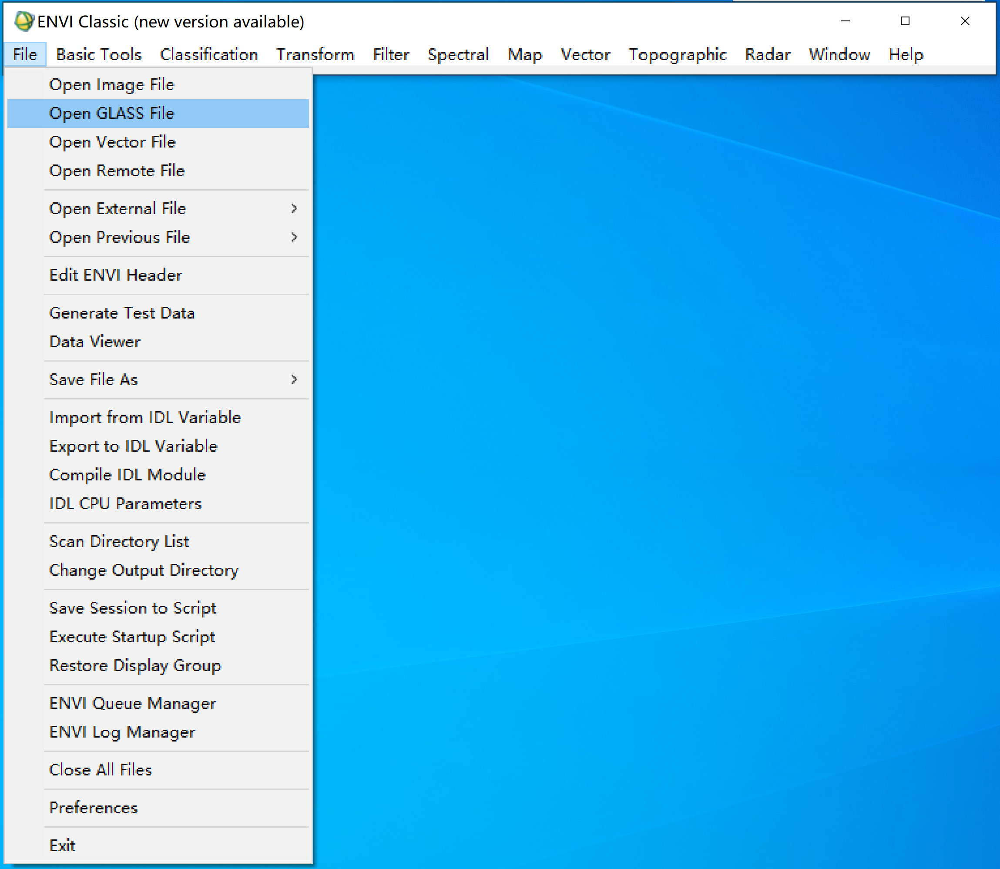 ENVI Classic (new version available)
File Basic Tools Classification Transform Filter Spectral Map Vector Topographic Radar Window Help
Open Image File
Open GLASS File
Open Vector File
Open Remote File
Open External File
Open Previous File
Edit ENVI Header
Generate Test Data
Data Viewer
Save File As
Import from IDL Variable
Export to IDL Variable
Compile IDL Module
IDL CPU Parameters
Scan Directory List
Change Output Directory
Save Session to Script
Execute Startup Script
Restore Display Group
ENVI Queue Manager
ENVI Log Manager
Close All Files
Preferences
Exit